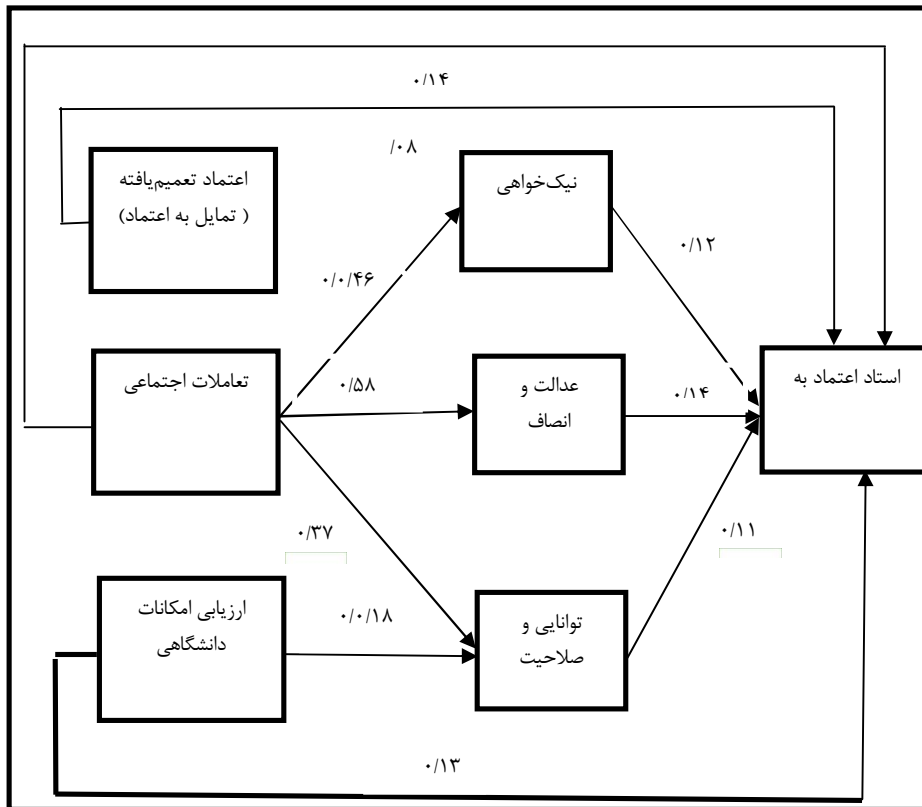 ۰/۱۴
/۰۸
اعتماد تعمیم‌یافته
( تمایل به اعتماد)
نیک‌خواهی
۰/۱۲
۰/۰/۴۶
تعاملات اجتماعی
۰/۵۸
عدالت و
انصاف
۰/۱۴
استاد اعتماد به
۰/۳۷
۰/۱۱
ارزیابی امکانات
دانشگاهی
۰/۰/۱۸
توانایی و
صلاحیت
۰/۱۳